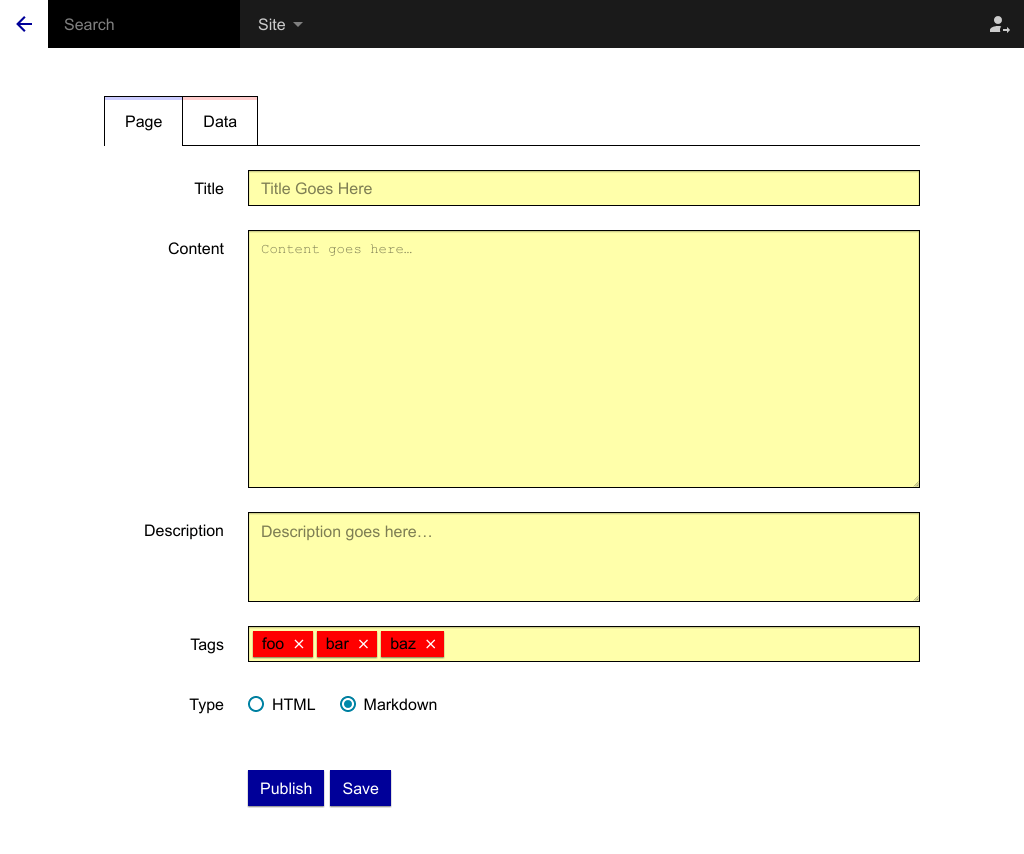 Search
Site
Page Data
Title Title Goes Here
Content Content goes here…
Description Description goes here…
Tags foo bar baz
Type HTML Markdown
Publish Save